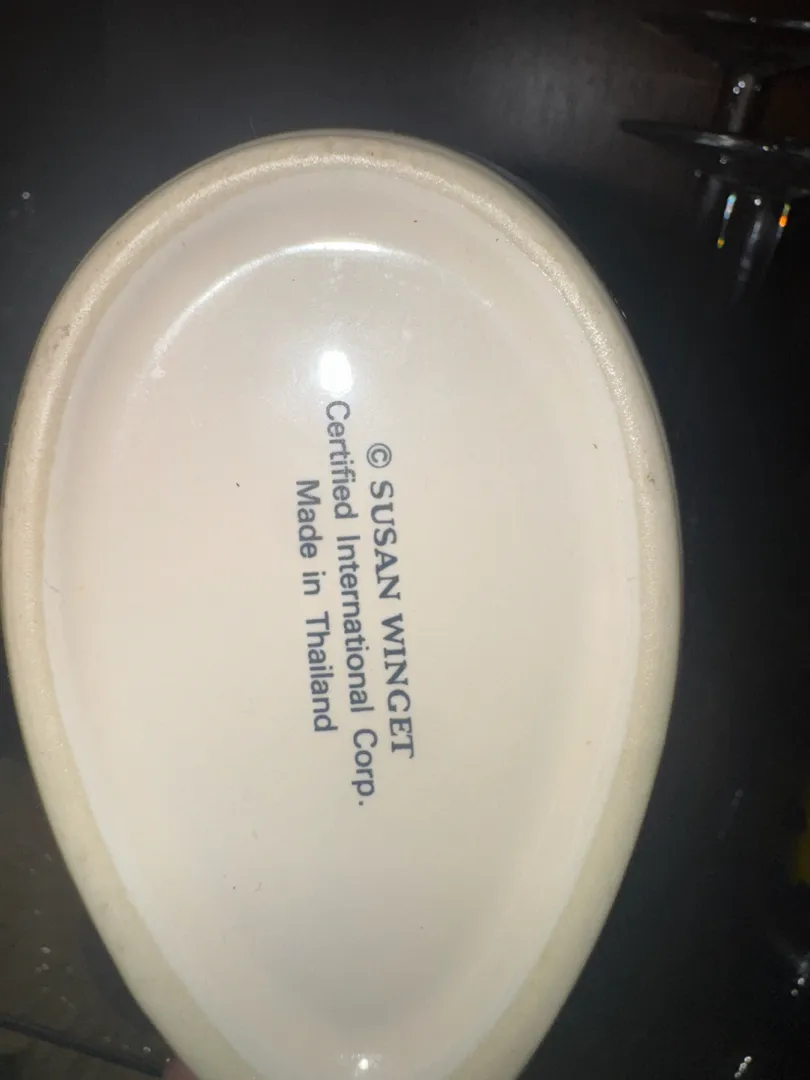 © SUSAN WINGET
Certified International Corp.
Made in Thailand